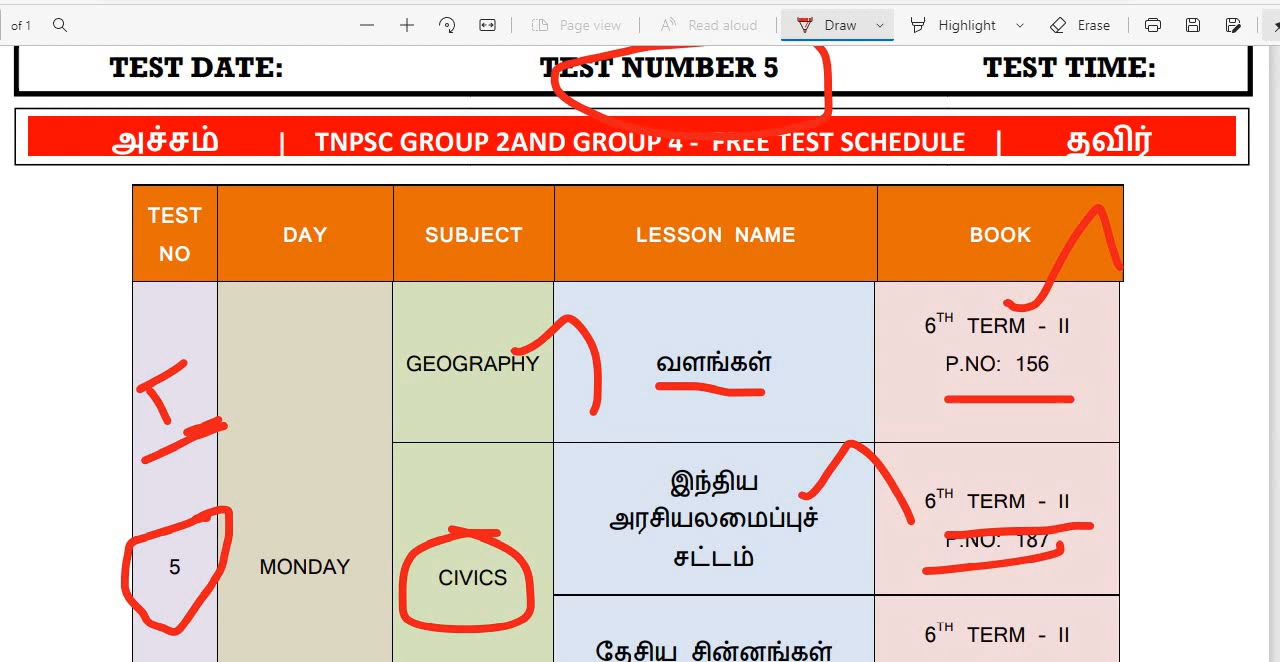 of 1
Page view
Read aloud
Draw
Highlight
Erase
TEST DATE: TEST NUMBER 5 TEST TIME:
அச்சம் | TNPSC GROUP 2AND GROUP 4 - FREE TEST SCHEDULE | தவிர்
TEST NO DAY SUBJECT LESSON NAME BOOK
GEOGRAPHY வளங்கள் 6TH TERM - II
P.NO: 156
இந்திய
அரசியலமைப்புச்
சட்டம்
6TH TERM - II
P.NO: 187
5 MONDAY CIVICS
தேசிய சின்னங்கள்
6TH TERM - II